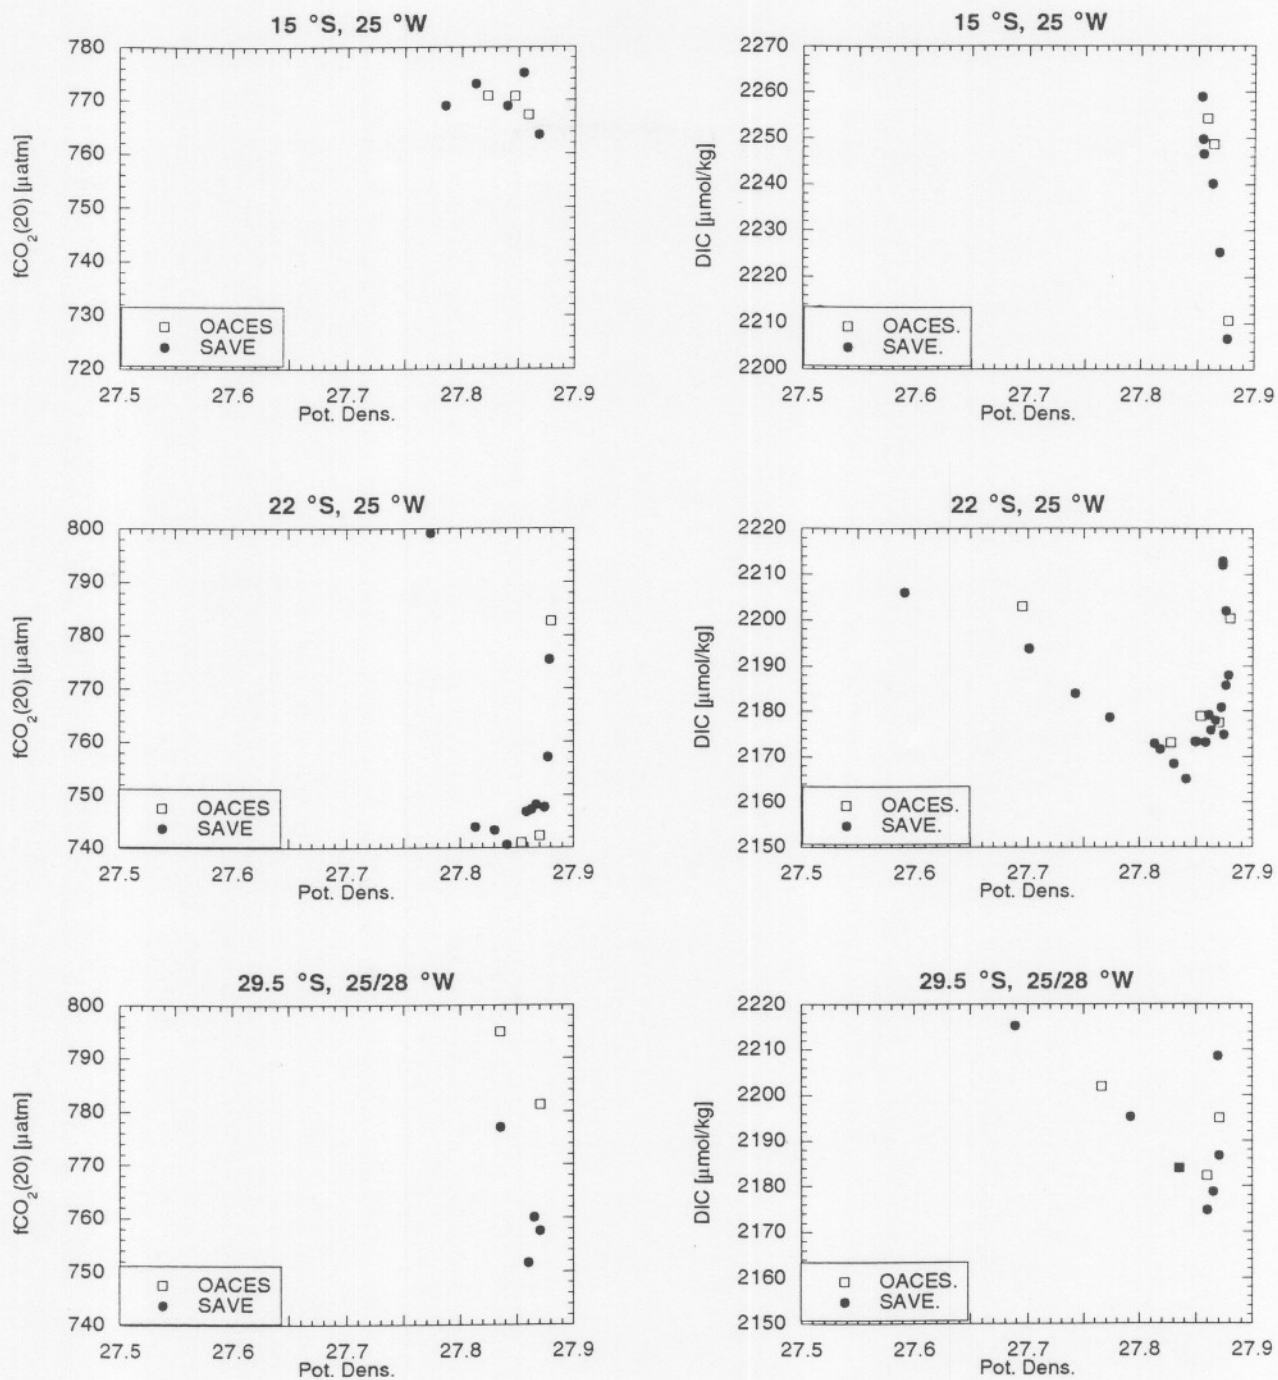 15 °S, 25 °W
780
770
760
750
740
730
720
fCO₂(20) [µatm]
OACES
SAVE
27.5 27.6 27.7 27.8 27.9
Pot. Dens.
15 °S, 25 °W
2270
2260
2250
2240
2230
2220
2210
2200
DIC [µmol/kg]
OACES.
SAVE.
27.5 27.6 27.7 27.8 27.9
Pot. Dens.
22 °S, 25 °W
800
790
780
770
760
750
740
fCO₂(20) [µatm]
OACES
SAVE
27.5 27.6 27.7 27.8 27.9
Pot. Dens.
22 °S, 25 °W
2220
2210
2200
2190
2180
2170
2160
2150
DIC [µmol/kg]
OACES.
SAVE.
27.5 27.6 27.7 27.8 27.9
Pot. Dens.
29.5 °S, 25/28 °W
800
790
780
770
760
750
740
fCO₂(20) [µatm]
OACES
SAVE
27.5 27.6 27.7 27.8 27.9
Pot. Dens.
29.5 °S, 25/28 °W
2220
2210
2200
2190
2180
2170
2160
2150
DIC [µmol/kg]
OACES.
SAVE.
27.5 27.6 27.7 27.8 27.9
Pot. Dens.